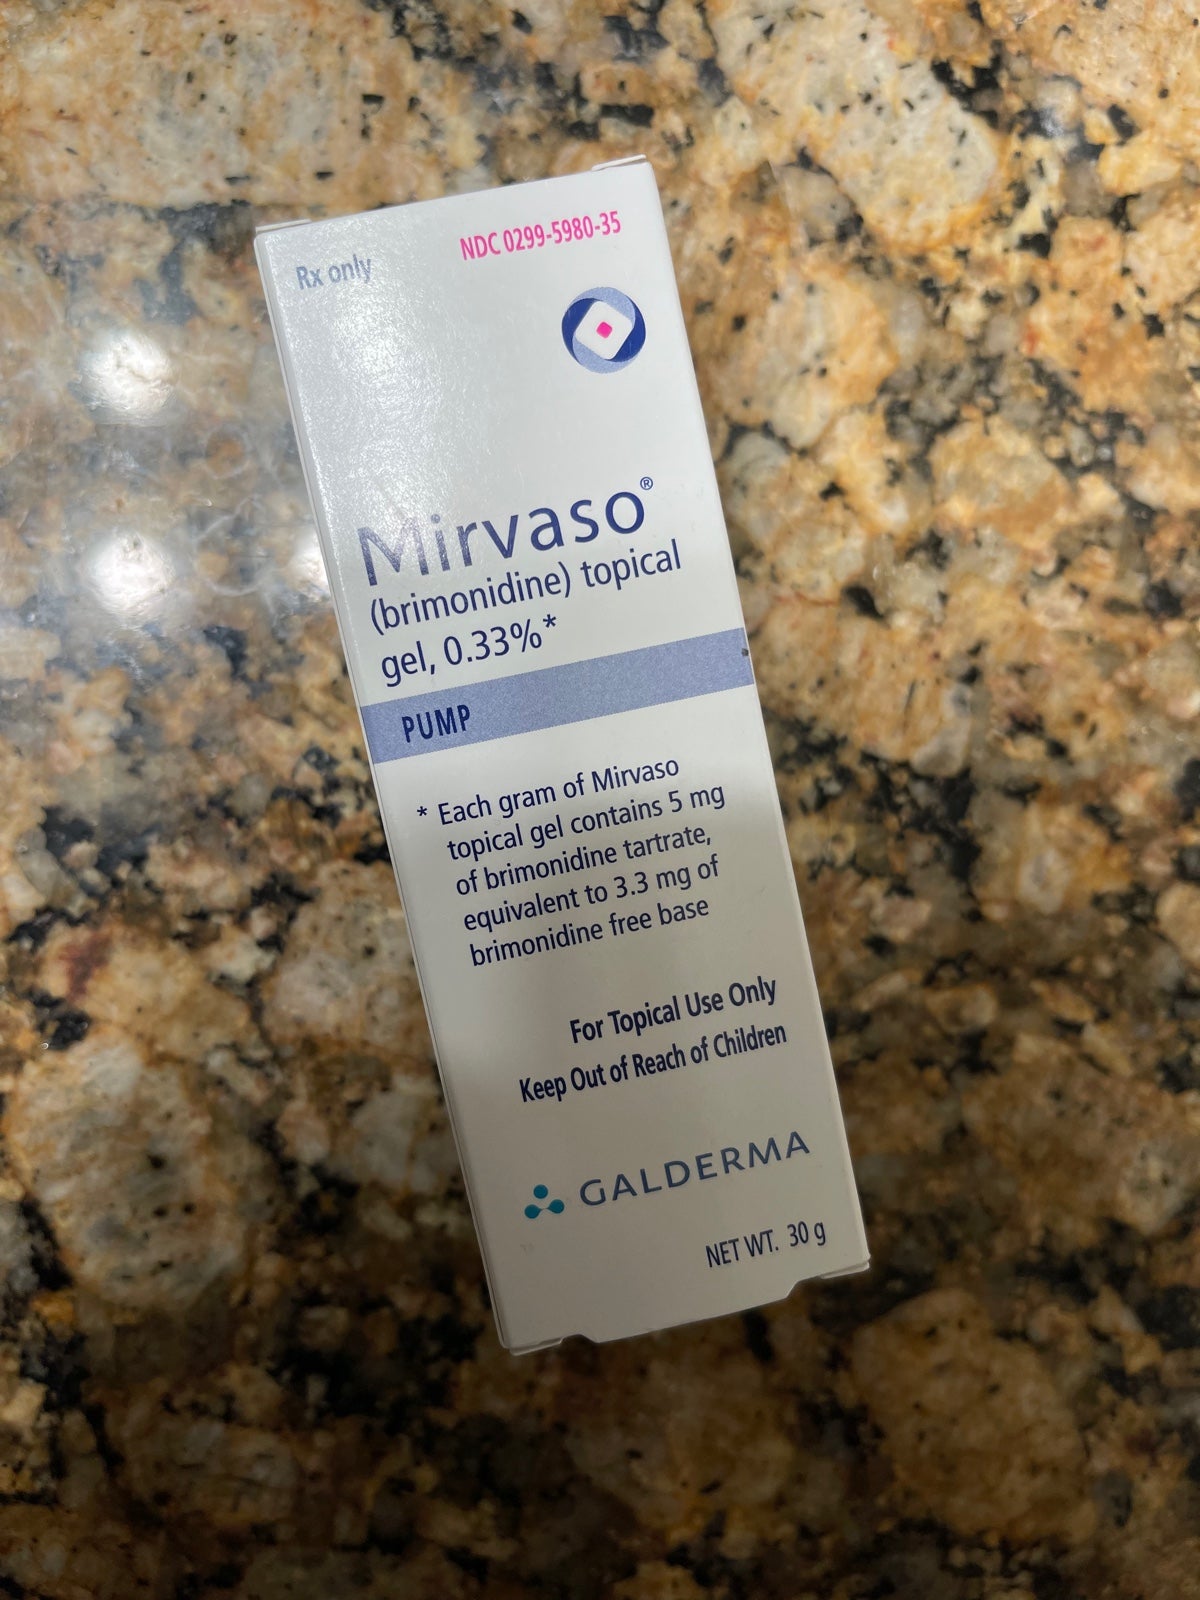 Rx only
NDC 0299-5980-35
Mirvaso®
(brimonidine) topical
gel, 0.33%*
PUMP
* Each gram of Mirvaso
topical gel contains 5 mg
of brimonidine tartrate,
equivalent to 3.3 mg of
brimonidine free base
For Topical Use Only
Keep Out of Reach of Children
GALDERMA
NET WT. 30 g